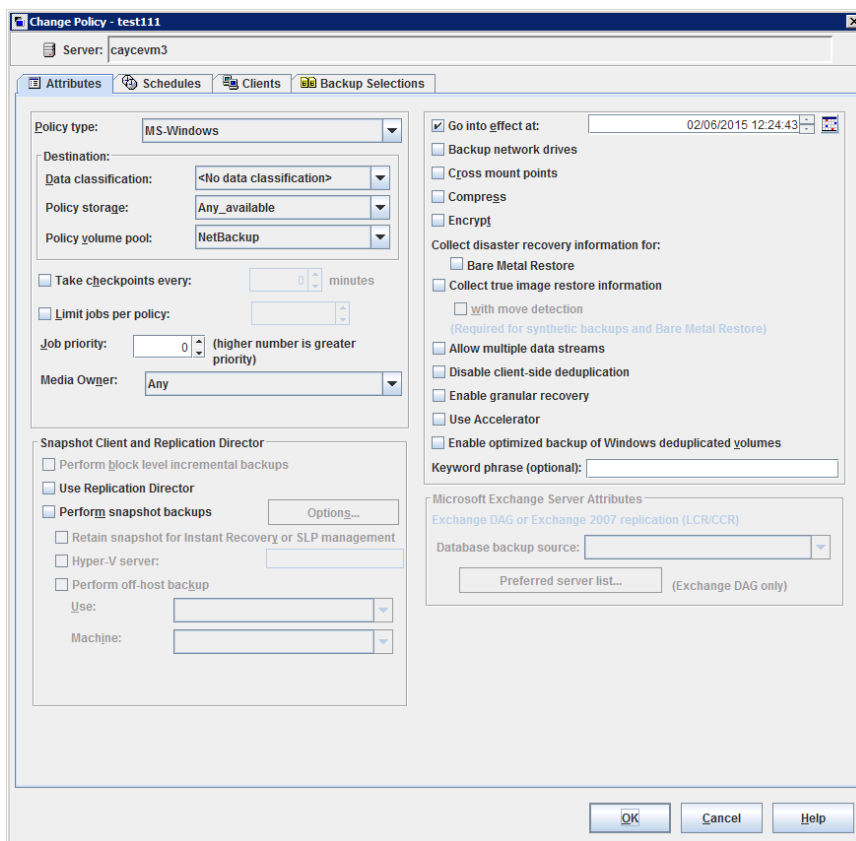 Change Policy - test111
Server: caycevm3
Attributes Schedules Clients Backup Selections
Policy type: MS-Windows
Destination:
Data classification: <No data classification>
Policy storage: Any_available
Policy volume pool: NetBackup
Take checkpoints every: 0 minutes
Limit jobs per policy:
Job priority: 0 (higher number is greater
priority)
Media Owner: Any
Snapshot Client and Replication Director
Perform block level incremental backups
Use Replication Director
Perform snapshot backups Options...
Retain snapshot for Instant Recovery or SLP management
Hyper-V server:
Perform off-host backup
Use:
Machine:
Go into effect at: 02/06/2015 12:24:43
Backup network drives
Cross mount points
Compress
Encrypt
Collect disaster recovery information for:
Bare Metal Restore
Collect true image restore information
with move detection
(Required for synthetic backups and Bare Metal Restore)
Allow multiple data streams
Disable client-side deduplication
Enable granular recovery
Use Accelerator
Enable optimized backup of Windows deduplicated volumes
Keyword phrase (optional):
Microsoft Exchange Server Attributes
Exchange DAG or Exchange 2007 replication (LCR/CCR)
Database backup source:
Preferred server list... (Exchange DAG only)
OK Cancel Help